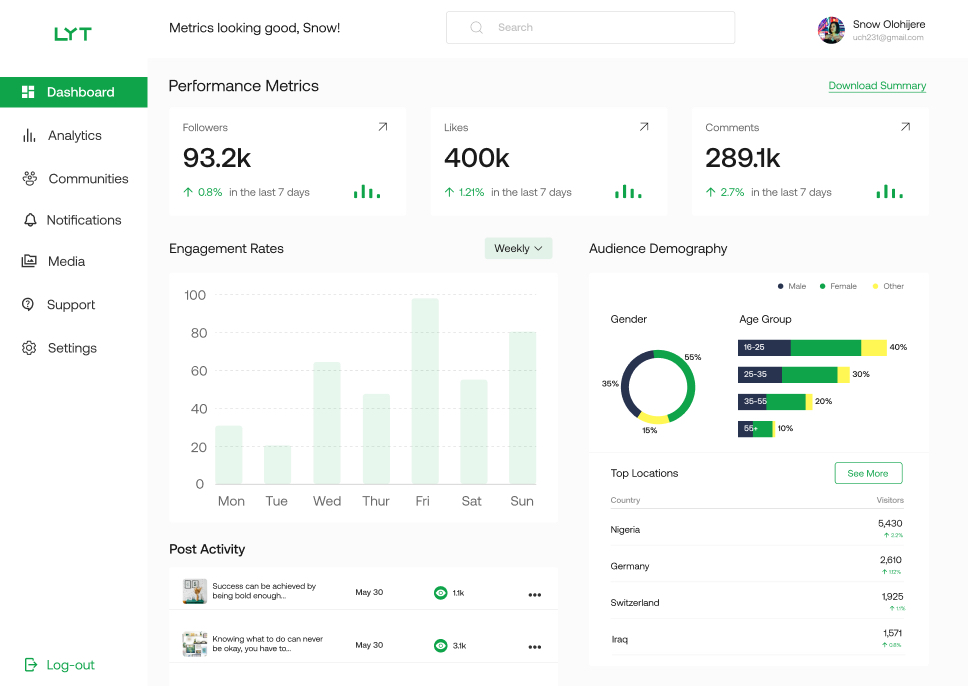 LYT
Metrics looking good, Snow!
Search
Snow Olohijere
uch231@gmail.com
Dashboard
Analytics
Communities
Notifications
Media
Support
Settings
Log-out
Performance Metrics
Download Summary
Followers
93.2k
0.8% in the last 7 days
Likes
400k
1.21% in the last 7 days
Comments
289.1k
2.7% in the last 7 days
Engagement Rates
Weekly
100
80
60
40
20
0
Mon Tue Wed Thur Fri Sat Sun
Post Activity
Success can be achieved by
being bold enough...
May 30
1.1k
Knowing what to do can never
be okay, you have to...
May 30
3.1k
Audience Demography
Male Female Other
Gender
55%
35%
15%
Age Group
16-25 40%
25-35 30%
35-55 20%
55+ 10%
Top Locations
See More
Country Visitors
Nigeria 5,430
2.2%
Germany 2,610
Switzerland 1,925
1.1%
Iraq 1,571
0.8%